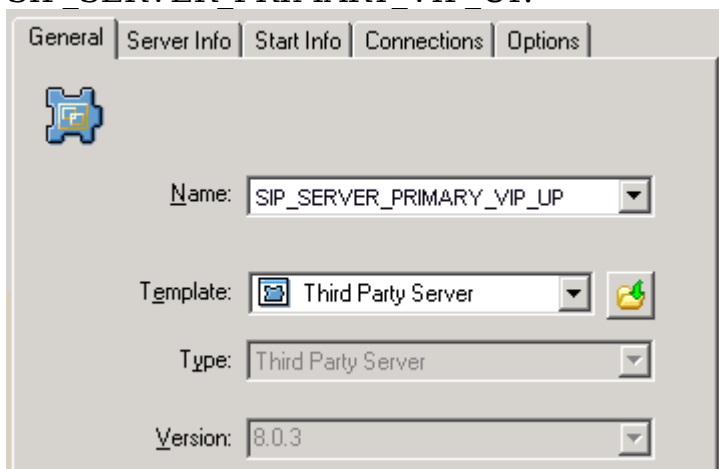 SIP_SERVER_PRIMARY_VIP_UP.
General Server Info Start Info Connections Options
Name: SIP_SERVER_PRIMARY_VIP_UP
Template: Third Party Server
Type: Third Party Server
Version: 8.0.3